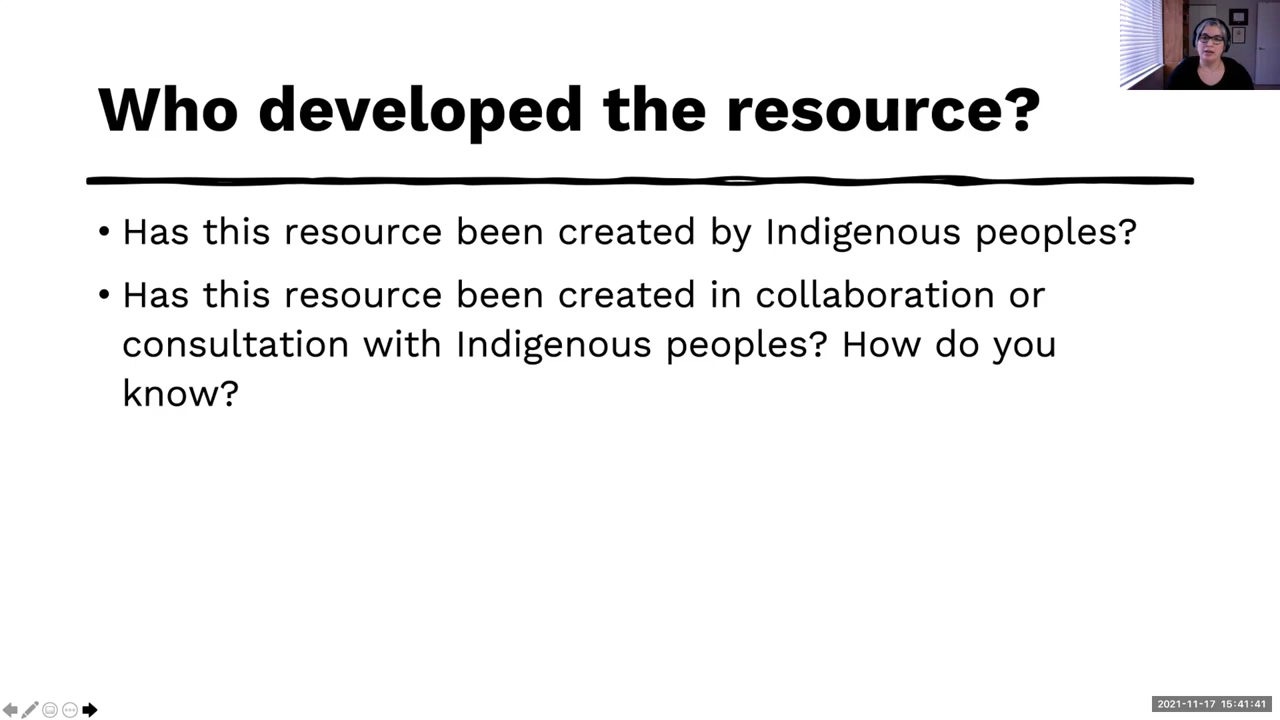 Who developed the resource?
• Has this resource been created by Indigenous peoples?
• Has this resource been created in collaboration or
consultation with Indigenous peoples? How do you
know?
2021-11-17 15:41:41